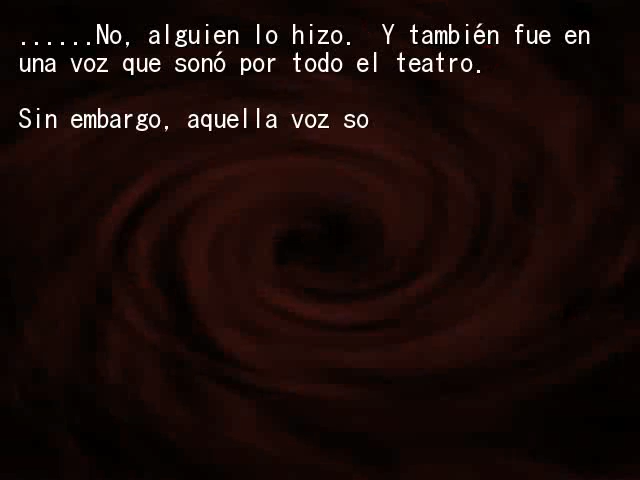 ......No, alguien lo hizo.  Y también fue en
una voz que sonó por todo el teatro.
Sin embargo, aquella voz so